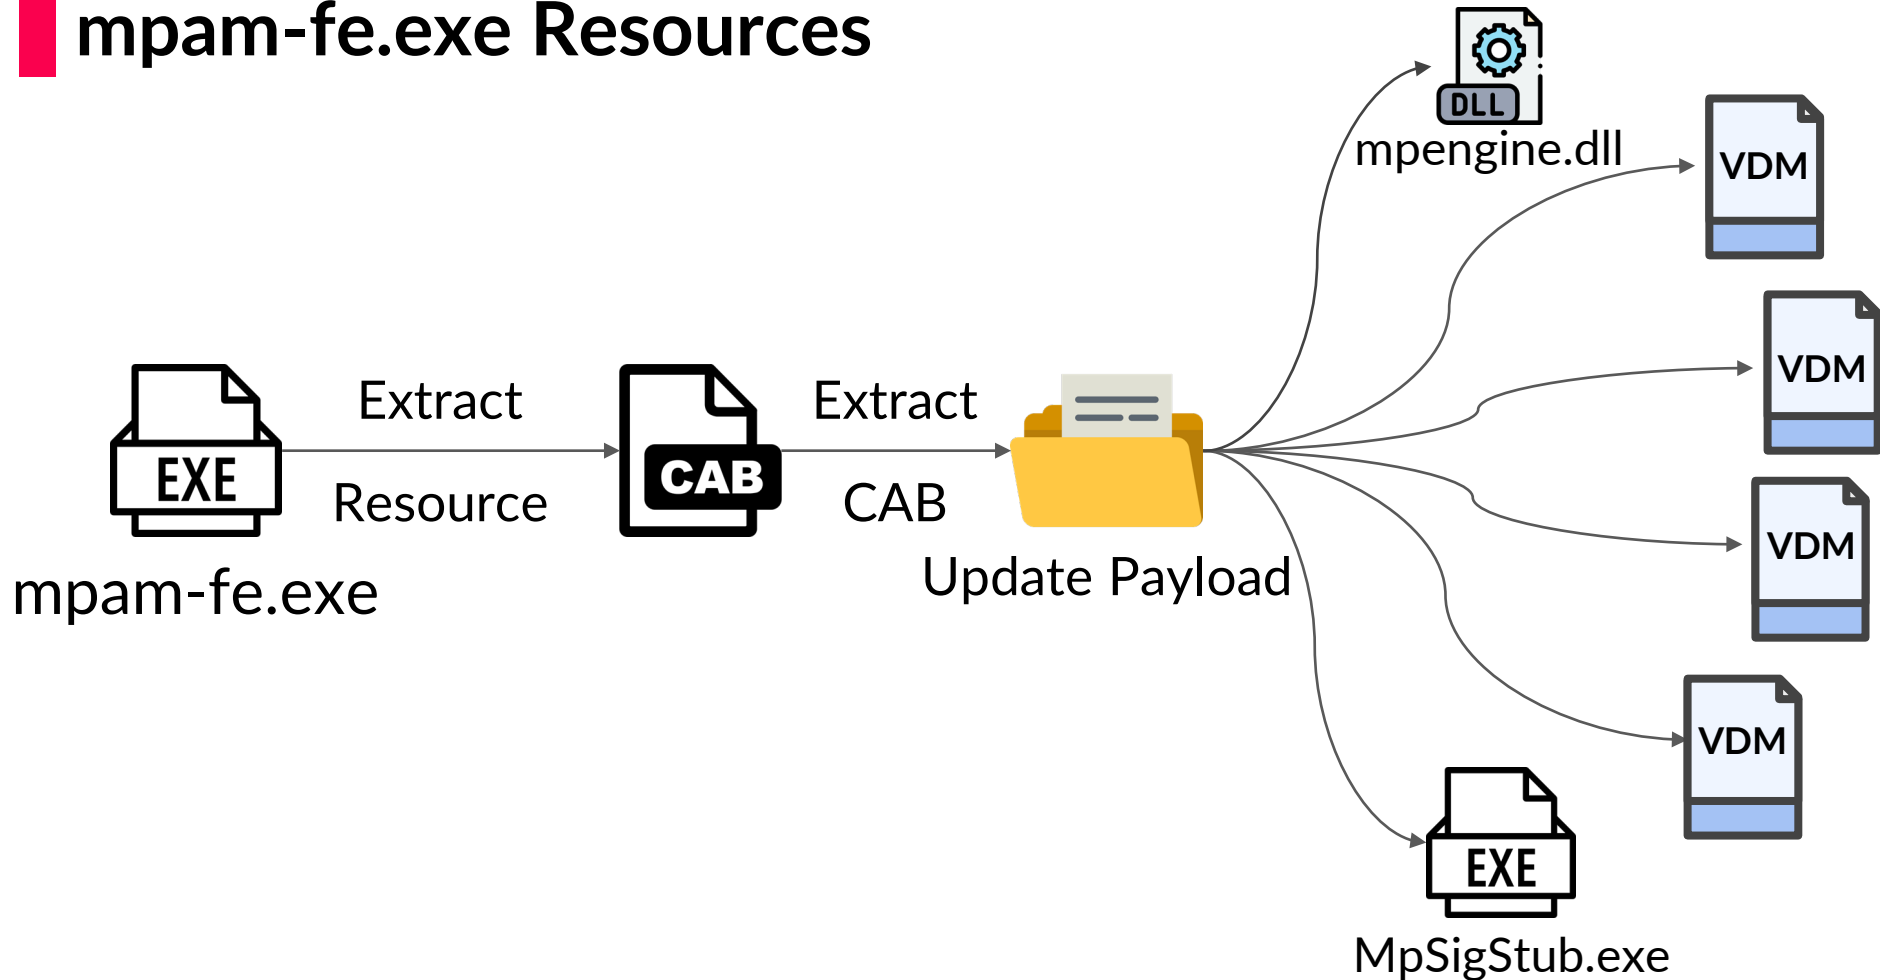 mpam-fe.exe Resources
DLL
mpengine.dll
VDM
VDM
VDM
VDM
EXE
mpam-fe.exe
Extract
Resource
CAB
Extract
CAB
Update Payload
EXE
MpSigStub.exe